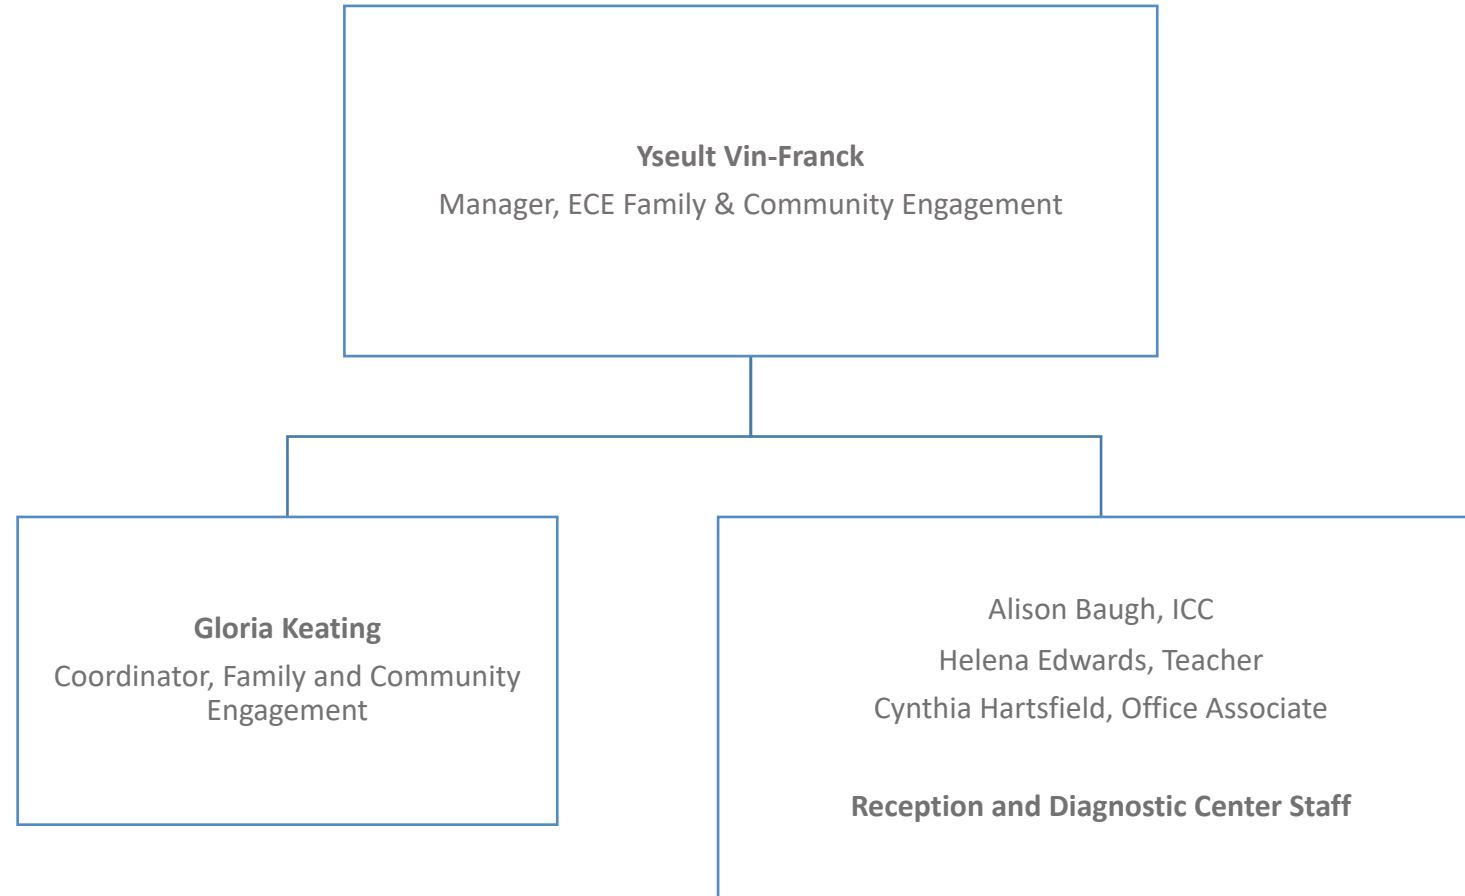 Yseult Vin-Franck
Manager, ECE Family & Community Engagement
Gloria Keating
Coordinator, Family and Community
Engagement
Alison Baugh, ICC
Helena Edwards, Teacher
Cynthia Hartsfield, Office Associate
Reception and Diagnostic Center Staff